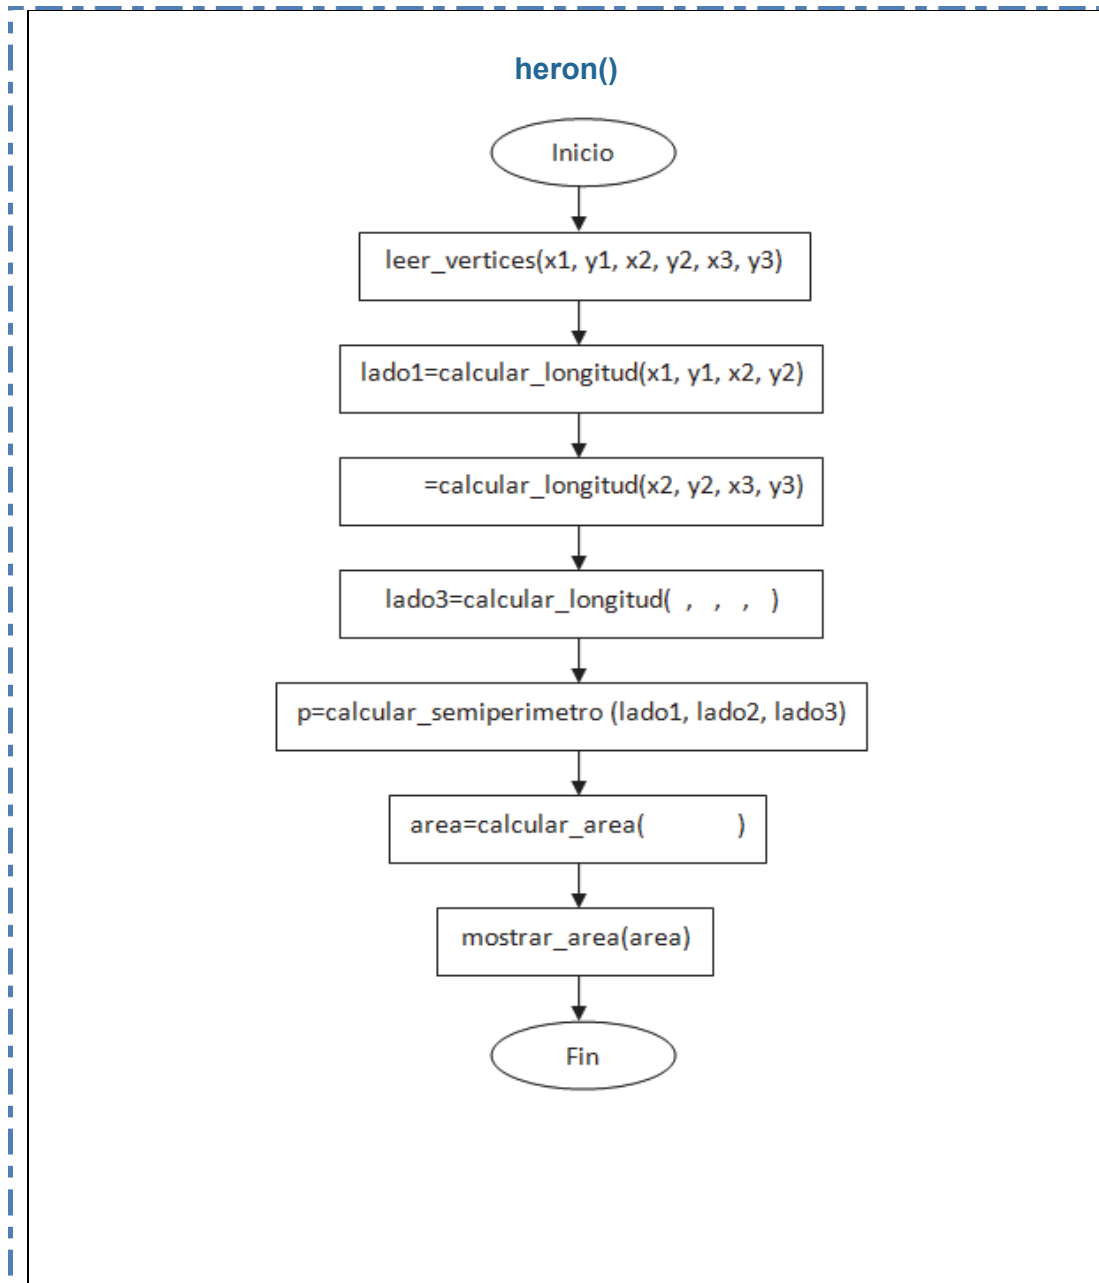 heron()
Inicio
leer_vertices(x1, y1, x2, y2, x3, y3)
lado1=calcular_longitud(x1, y1, x2, y2)
=calcular_longitud(x2, y2, x3, y3)
lado3=calcular_longitud( , , , )
p=calcular_semiperimetro (lado1, lado2, lado3)
area=calcular_area( )
mostrar_area(area)
Fin